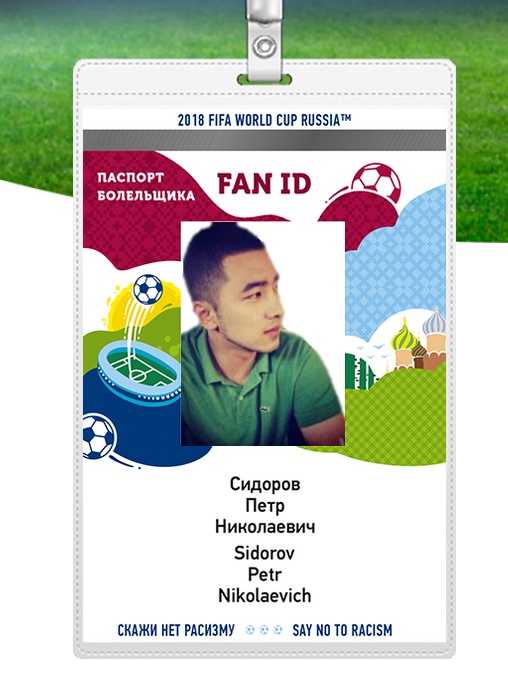 2018 FIFA WORLD CUP RUSSIA™
ПАСПОРТ
БОЛЕЛЬЩИКА
FAN ID
Сидоров
Петр
Николаевич
Sidorov
Petr
Nikolaevich
СКАЖИ НЕТ РАСИЗМУ SAY NO TO RACISM